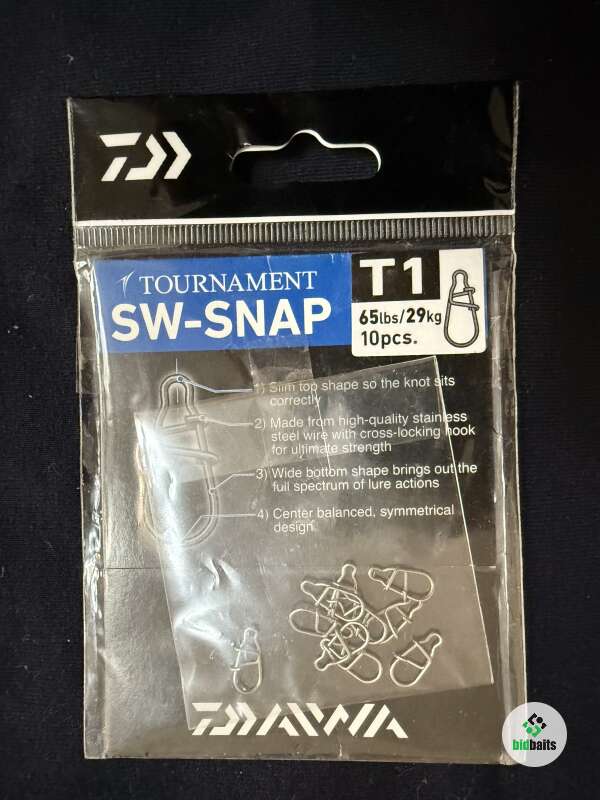 TOURNAMENT
SW-SNAP
T1
65lbs/29kg
10pcs.
1) Slim top shape so the knot sits
correctly
2) Made from high-quality stainless
steel wire with cross-locking hook
for ultimate strength
3) Wide bottom shape brings out the
full spectrum of lure actions
4) Center balanced, symmetrical
design.
DAIWA
bidbaits